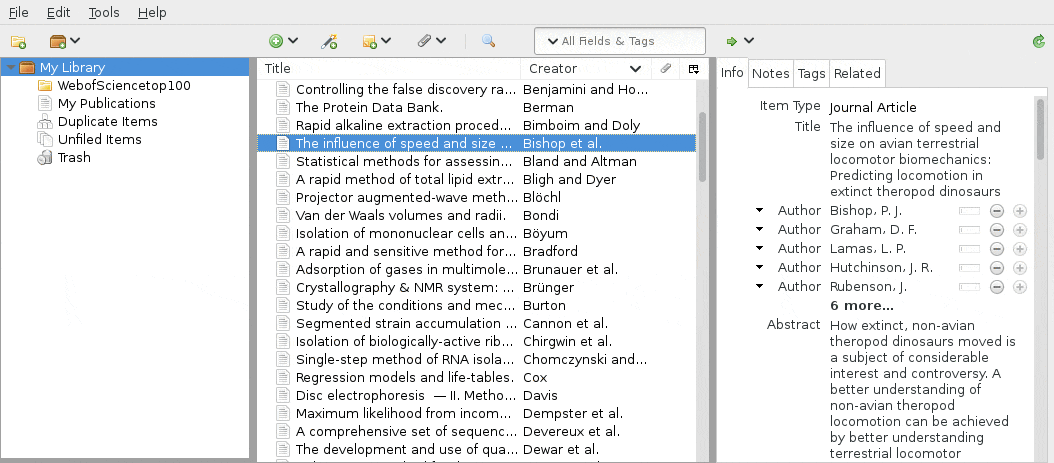 File Edit Tools Help
All Fields & Tags
My Library
WebofSciencetop100
My Publications
Duplicate Items
Unfiled Items
Trash
Title Creator
Controlling the false discovery ra... Benjamini and Ho...
The Protein Data Bank. Berman
Rapid alkaline extraction proced... Bimboim and Doly
The influence of speed and size ... Bishop et al.
Statistical methods for assessin... Bland and Altman
A rapid method of total lipid extr... Bligh and Dyer
Projector augmented-wave meth... Blöchl
Van der Waals volumes and radii. Bondi
Isolation of mononuclear cells an... Böyum
A rapid and sensitive method for... Bradford
Adsorption of gases in multimole... Brunauer et al.
Crystallography & NMR system: ... Brünger
Study of the conditions and mec... Burton
Segmented strain accumulation ... Cannon et al.
Isolation of biologically-active rib... Chirgwin et al.
Single-step method of RNA isola... Chomczynski and...
Regression models and life-tables. Cox
Disc electrophoresis — II. Metho... Davis
Maximum likelihood from incom... Dempster et al.
A comprehensive set of sequenc... Devereux et al.
The development and use of qua... Dewar et al.
Info Notes Tags Related
Item Type Journal Article
Title The influence of speed and
size on avian terrestrial
locomotor biomechanics:
Predicting locomotion in
extinct theropod dinosaurs
Author Bishop, P. J.
Author Graham, D. F.
Author Lamas, L. P.
Author Hutchinson, J. R.
Author Rubenson, J.
6 more...
Abstract How extinct, non-avian
theropod dinosaurs moved is
a subject of considerable
interest and controversy. A
better understanding of
non-avian theropod
locomotion can be achieved
by better understanding
terrestrial locomotor